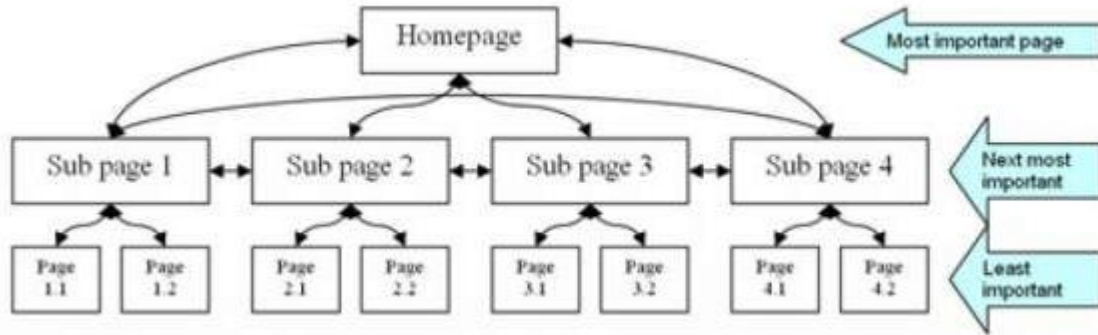 Homepage
Most important page
Sub page 1
Sub page 2
Sub page 3
Sub page 4
Next most
important
Page
1.1
Page
1.2
Page
2.1
Page
2.2
Page
3.1
Page
3.2
Page
4.1
Page
4.2
Least
important